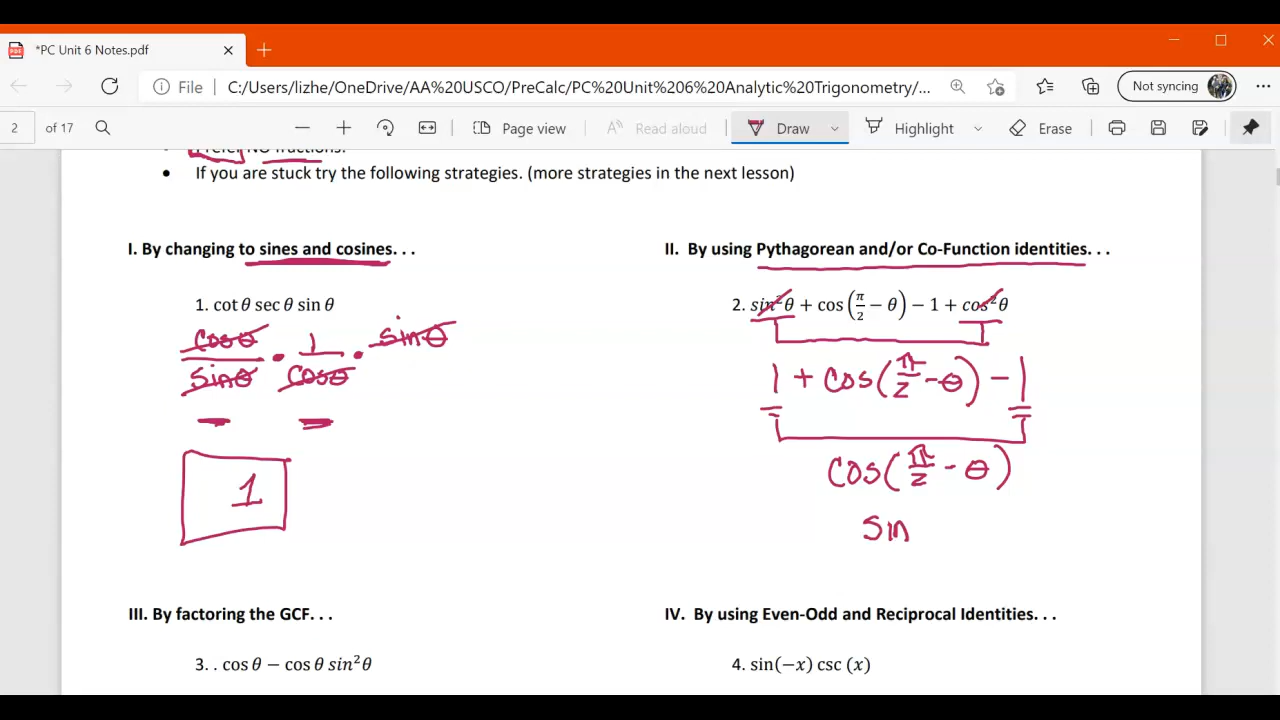 *PC Unit 6 Notes.pdf
File | C:/Users/lizhe/OneDrive/AA%20USCO/PreCalc/PC%20Unit%206%20Analytic%20Trigonometry/...
Not syncing
2 of 17
Page view
Read aloud
Draw
Highlight
Erase
I Prefer NO fractions.
• If you are stuck try the following strategies. (more strategies in the next lesson)
I. By changing to sines and cosines. . .
1. cot θ sec θ sin θ
cosθ/sinθ • 1/cosθ • sinθ
1
II. By using Pythagorean and/or Co-Function identities. . .
2. sin²θ + cos(π/2 − θ) − 1 + cos²θ
1 + cos(π/2 - θ) - 1
cos(π/2 - θ)
sin
III. By factoring the GCF. . .
3. . cos θ − cos θ sin²θ
IV. By using Even-Odd and Reciprocal Identities. . .
4. sin(−x) csc (x)